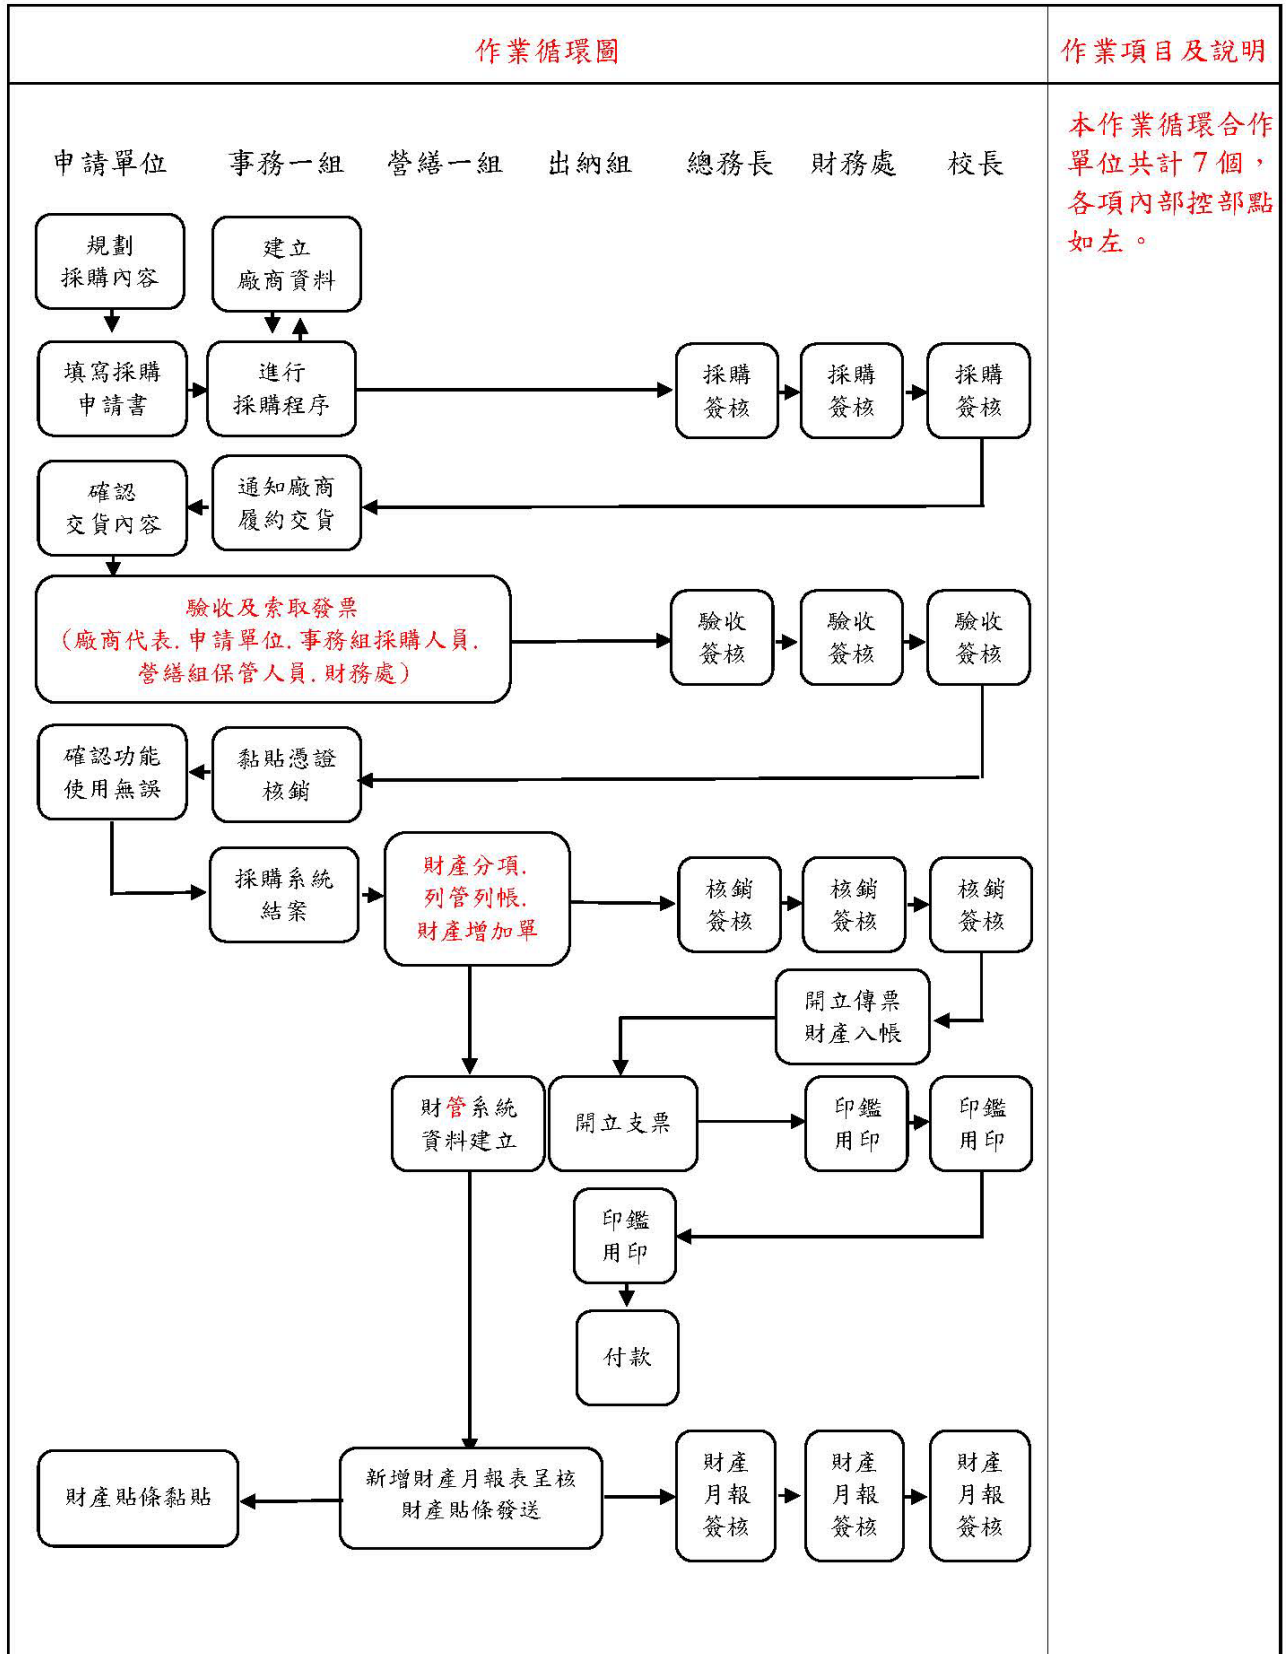 作業循環圖
作業項目及說明
本作業循環合作
單位共計 7 個，
各項內部控部點
如左。
申請單位 事務一組 營繕一組 出納組 總務長 財務處 校長
規劃
採購內容
建立
廠商資料
填寫採購
申請書
進行
採購程序
採購
簽核
採購
簽核
採購
簽核
確認
交貨內容
通知廠商
履約交貨
驗收及索取發票
(廠商代表.申請單位.事務組採購人員.
營繕組保管人員.財務處)
驗收
簽核
驗收
簽核
驗收
簽核
確認功能
使用無誤
黏貼憑證
核銷
採購系統
結案
財產分項.
列管列帳.
財產增加單
核銷
簽核
核銷
簽核
核銷
簽核
開立傳票
財產入帳
財管系統
資料建立
開立支票
印鑑
用印
印鑑
用印
印鑑
用印
付款
財產貼條黏貼
新增財產月報表呈核
財產貼條發送
財產
月報
簽核
財產
月報
簽核
財產
月報
簽核